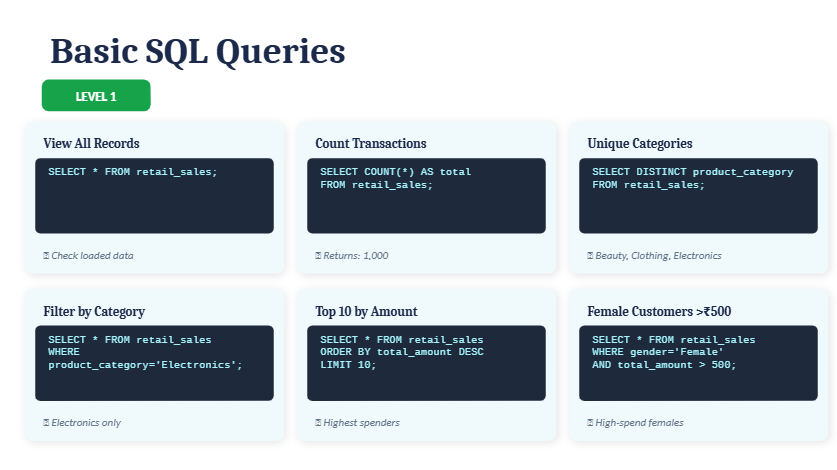 Basic SQL Queries
LEVEL 1
View All Records
SELECT * FROM retail_sales;
Check loaded data
Count Transactions
SELECT COUNT(*) AS total
FROM retail_sales;
Returns: 1,000
Unique Categories
SELECT DISTINCT product_category
FROM retail_sales;
Beauty, Clothing, Electronics
Filter by Category
SELECT * FROM retail_sales
WHERE
product_category='Electronics';
Electronics only
Top 10 by Amount
SELECT * FROM retail_sales
ORDER BY total_amount DESC
LIMIT 10;
Highest spenders
Female Customers >₹500
SELECT * FROM retail_sales
WHERE gender='Female'
AND total_amount > 500;
High-spend females